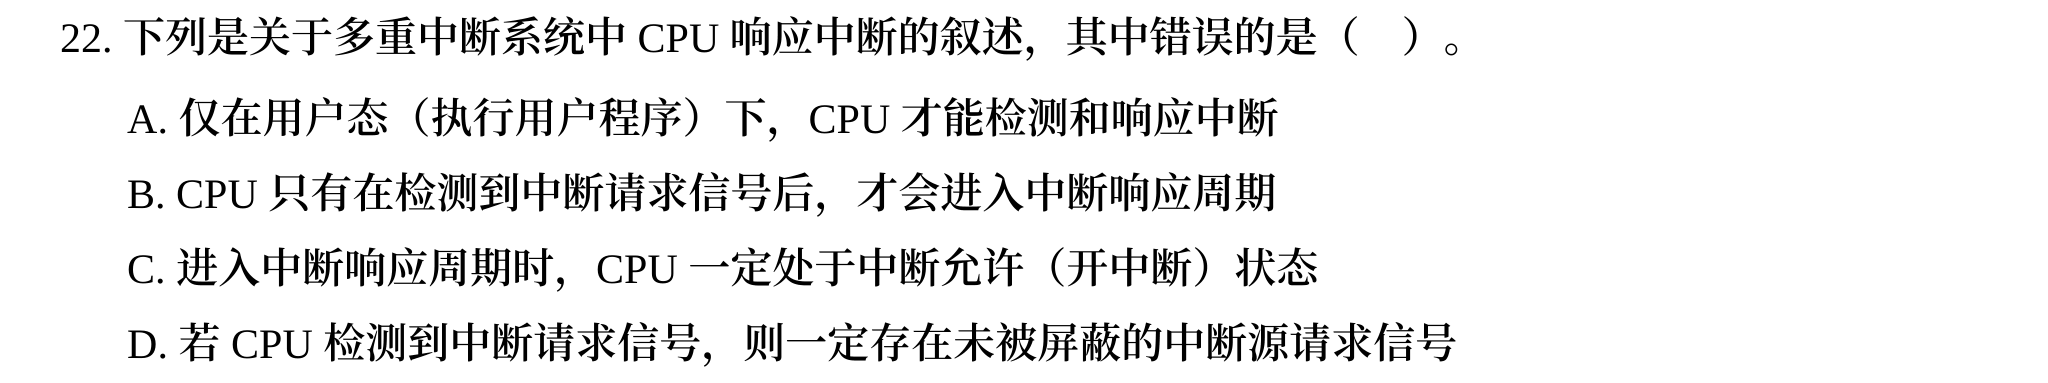 22. 下列是关于多重中断系统中 CPU 响应中断的叙述，其中错误的是（　）。
A. 仅在用户态（执行用户程序）下，CPU 才能检测和响应中断
B. CPU 只有在检测到中断请求信号后，才会进入中断响应周期
C. 进入中断响应周期时，CPU 一定处于中断允许（开中断）状态
D. 若 CPU 检测到中断请求信号，则一定存在未被屏蔽的中断源请求信号